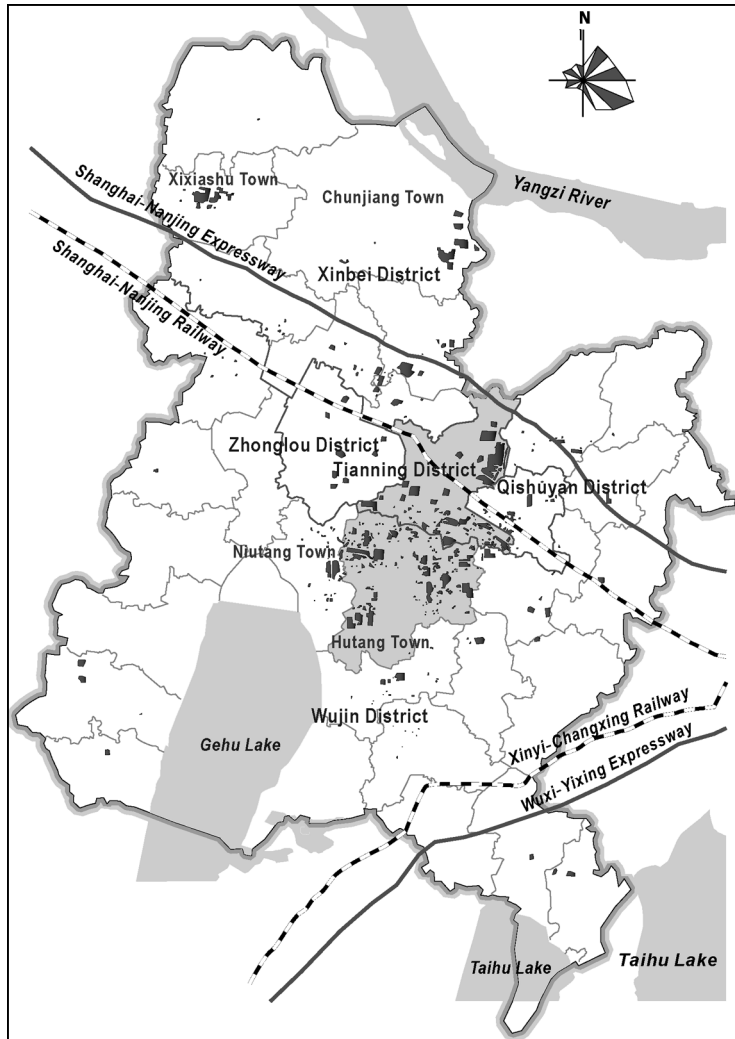 N
Yangzi River
Xixiashu Town
Chunjiang Town
Shanghai-Nanjing Expressway
Xinbei District
Shanghai-Nanjing Railway
Zhonglou District
Tianning District
Qishuyan District
Niutang Town
Hutang Town
Wujin District
Gehu Lake
Xinyi-Changxing Railway
Wuxi-Yixing Expressway
Taihu Lake
Taihu Lake